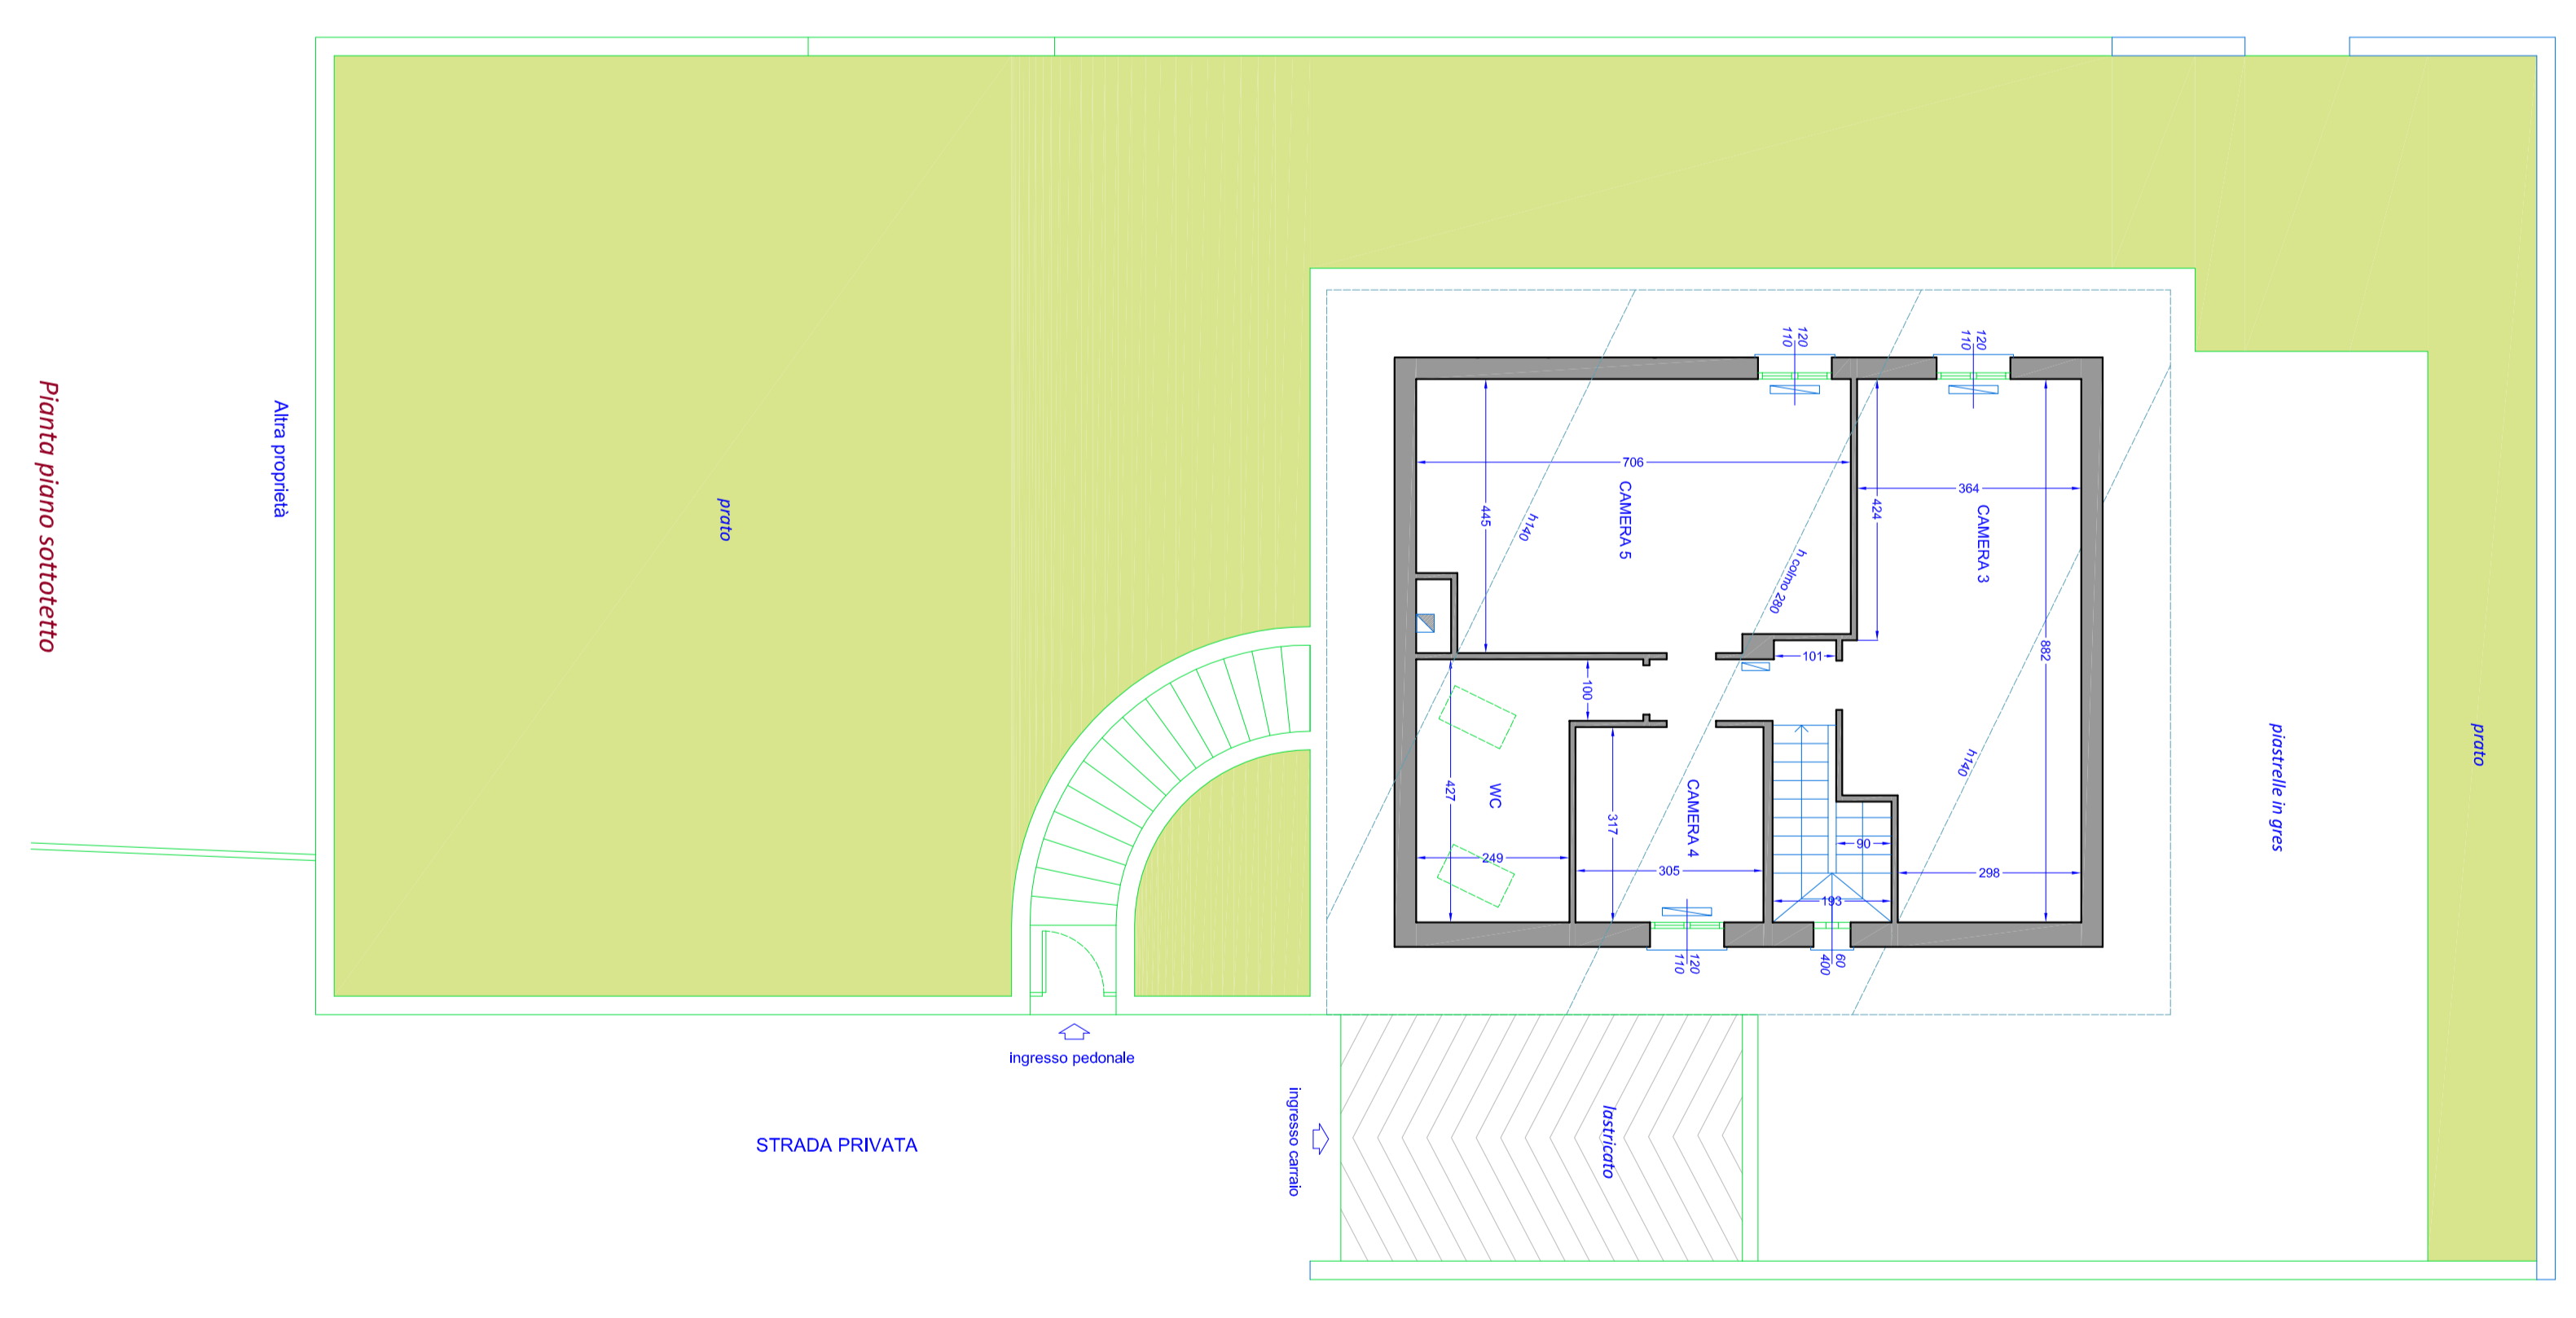 Pianta piano sottotetto
Altra proprietà
prato
120
110
120
110
706
364
445
424
CAMERA 5
CAMERA 3
h140
h colmo 280
882
101
100
427
WC
317
CAMERA 4
h140
90
249
305
298
193
120
110
60
400
piastrelle in gres
prato
ingresso pedonale
ingresso carraio
lastricato
STRADA PRIVATA